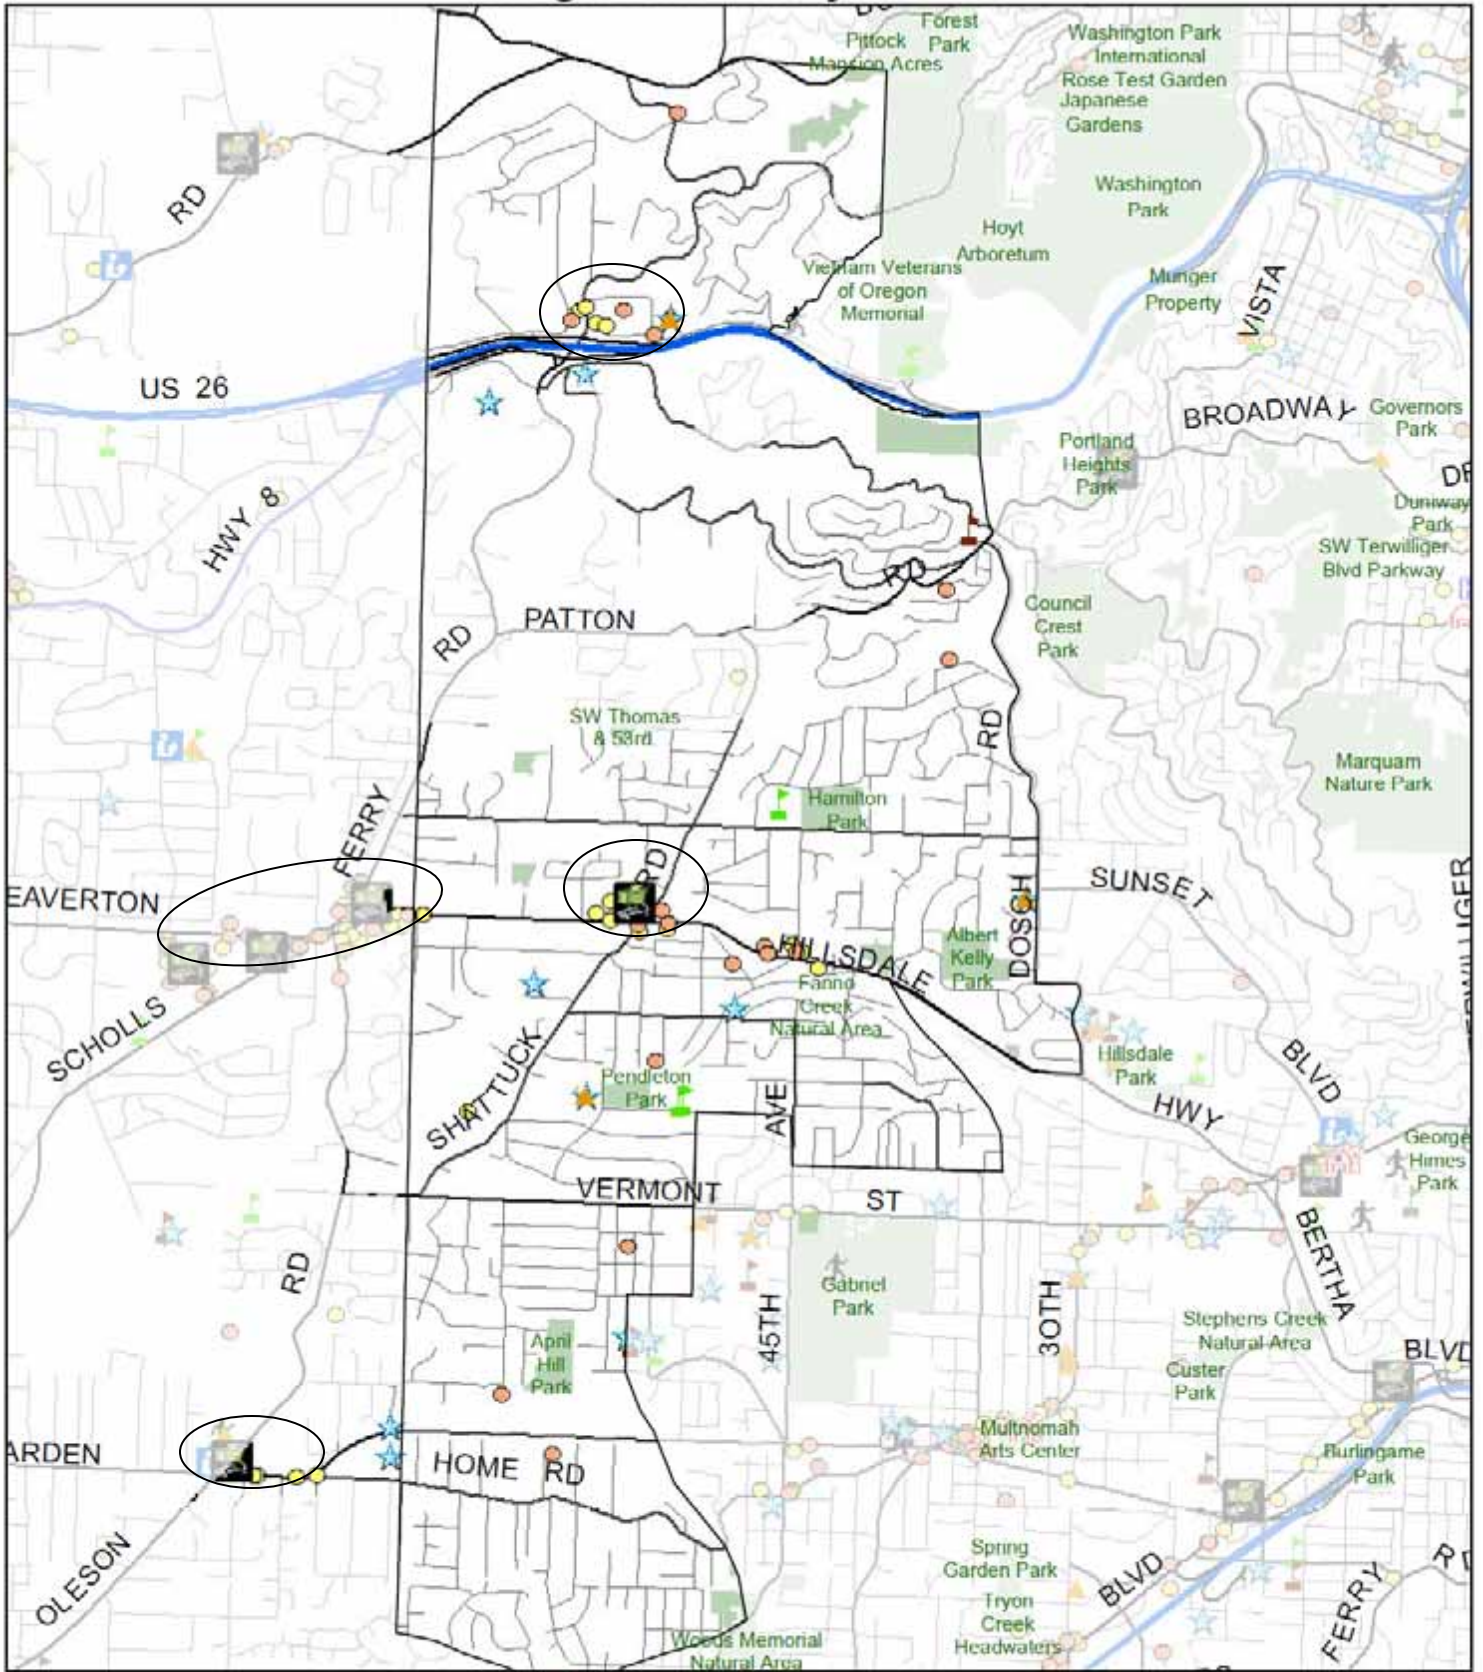 Forest
Park
Pittock
Mansion Acres
Washington Park
International
Rose Test Garden
Japanese
Gardens
Washington
Park
RD
Hoyt
Arboretum
Vietnam Veterans
of Oregon
Memorial
Munger
Property
VISTA
US 26
BROADWAY
Governors
Park
Portland
Heights
Park
HWY 8
Duniway
Park
SW Terwilliger
Blvd Parkway
RD
Council
Crest
Park
PATTON
RD
SW Thomas
& 53rd
RD
Marquam
Nature Park
Hamilton
Park
FERRY
RD
EAVERTON
SUNSET
DOSCH
HILLSDALE
Albert
Kelly
Park
Fanno
Creek
Natural Area
SCHOLLS
SHATTUCK
Pendleton
Park
AVE
Hillsdale
Park
BLVD
HWY
George
Himes
Park
VERMONT
ST
BERTHA
RD
Gabriel
Park
45TH
30TH
Stephens Creek
Natural Area
April
Hill
Park
Custer
Park
BLVD
Multnomah
Arts Center
Burlingame
Park
ARDEN
HOME RD
OLESON
Spring
Garden Park
BLVD
Tryon
Creek
Headwaters
FERRY
Woods Memorial
Natural Area